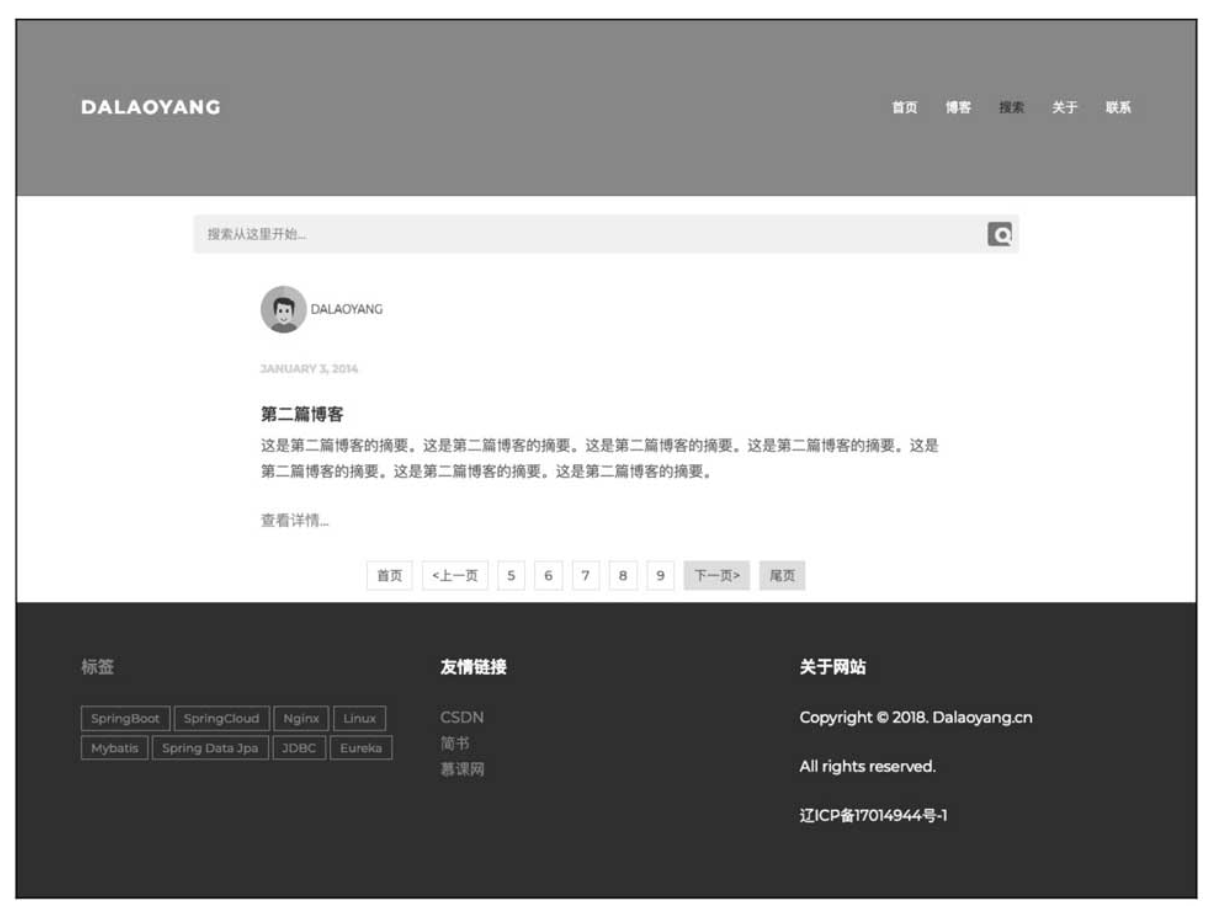 DALAOYANG
首页 博客 搜索 关于 联系
搜索从这里开始...
DALAOYANG
JANUARY 3, 2014
第二篇博客
这是第二篇博客的摘要。这是第二篇博客的摘要。这是第二篇博客的摘要。这是第二篇博客的摘要。这是
第二篇博客的摘要。这是第二篇博客的摘要。这是第二篇博客的摘要。
查看详情...
首页 <上一页 5 6 7 8 9 下一页> 尾页
标签
SpringBoot SpringCloud Nginx Linux
Mybatis Spring Data Jpa JDBC Eureka
友情链接
CSDN
简书
慕课网
关于网站
Copyright © 2018. Dalaoyang.cn
All rights reserved.
辽ICP备17014944号-1